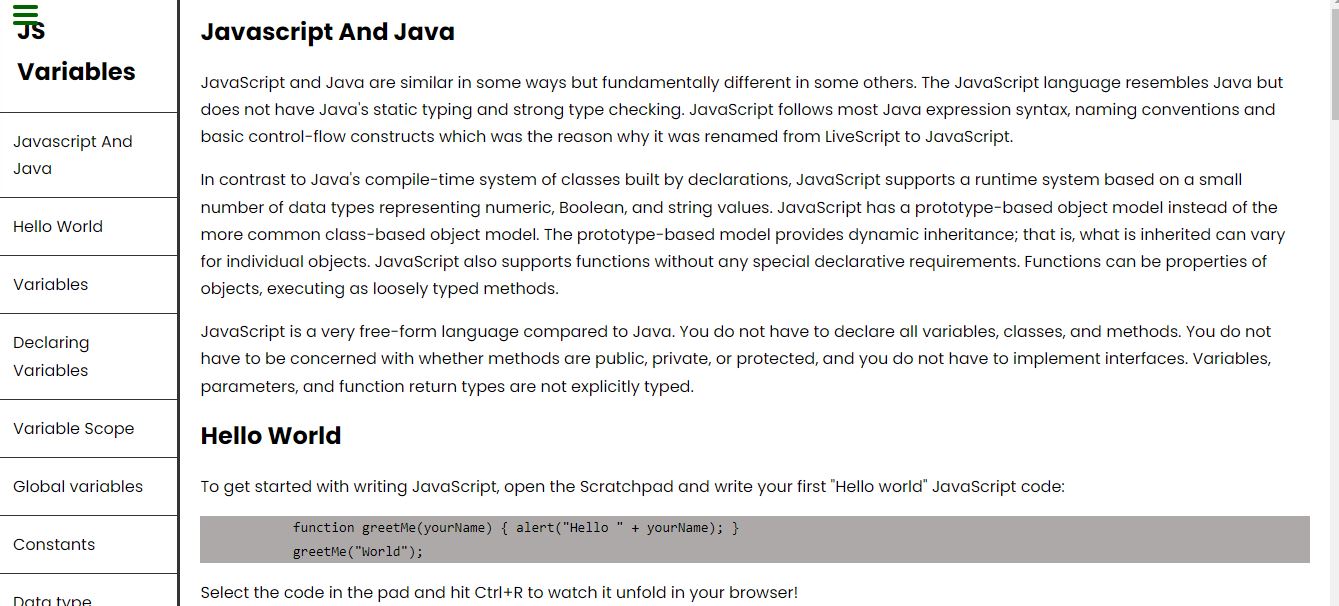 JS
Variables
Javascript And
Java
Hello World
Variables
Declaring
Variables
Variable Scope
Global variables
Constants
Data type
Javascript And Java
JavaScript and Java are similar in some ways but fundamentally different in some others. The JavaScript language resembles Java but
does not have Java's static typing and strong type checking. JavaScript follows most Java expression syntax, naming conventions and
basic control-flow constructs which was the reason why it was renamed from LiveScript to JavaScript.
In contrast to Java's compile-time system of classes built by declarations, JavaScript supports a runtime system based on a small
number of data types representing numeric, Boolean, and string values. JavaScript has a prototype-based object model instead of the
more common class-based object model. The prototype-based model provides dynamic inheritance; that is, what is inherited can vary
for individual objects. JavaScript also supports functions without any special declarative requirements. Functions can be properties of
objects, executing as loosely typed methods.
JavaScript is a very free-form language compared to Java. You do not have to declare all variables, classes, and methods. You do not
have to be concerned with whether methods are public, private, or protected, and you do not have to implement interfaces. Variables,
parameters, and function return types are not explicitly typed.
Hello World
To get started with writing JavaScript, open the Scratchpad and write your first "Hello world" JavaScript code:
function greetMe(yourName) { alert("Hello " + yourName); }
greetMe("World");
Select the code in the pad and hit Ctrl+R to watch it unfold in your browser!